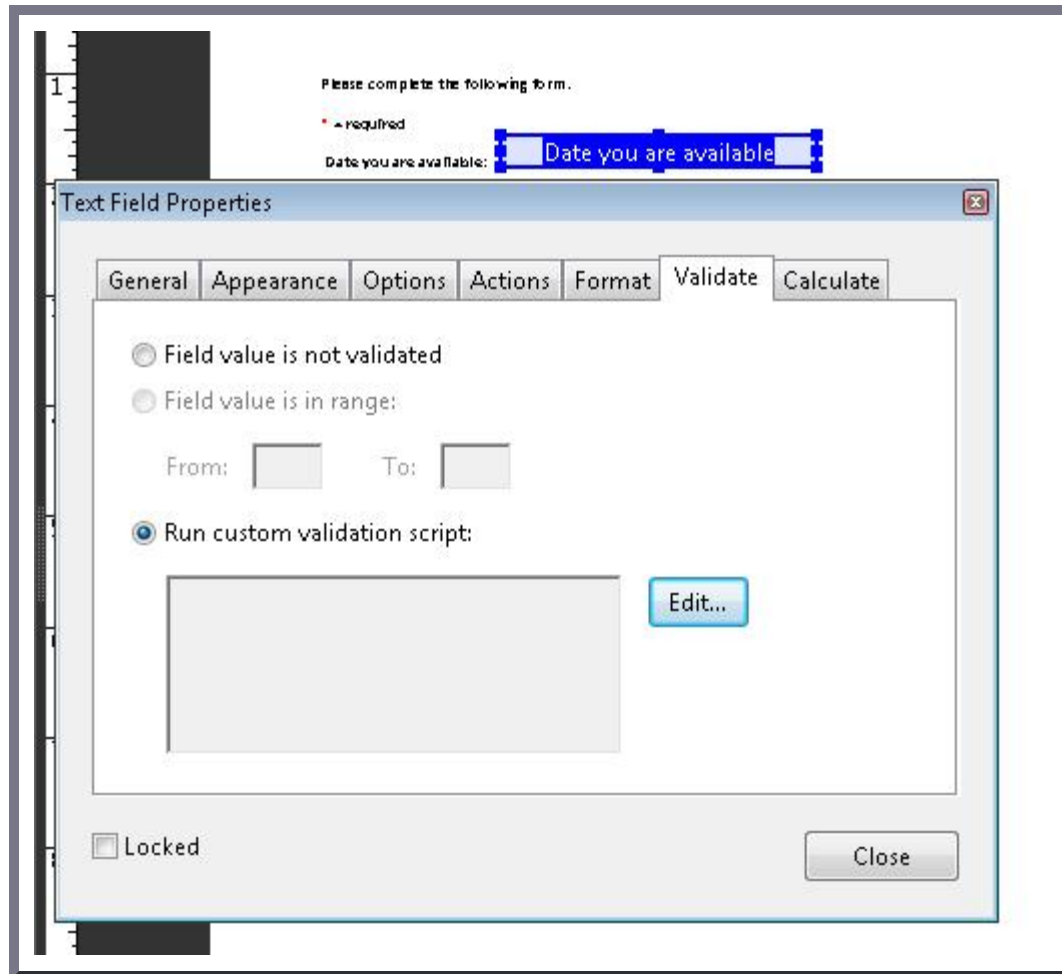 1
Please complete the following form.
* = required
Date you are available: Date you are available
Text Field Properties
General Appearance Options Actions Format Validate Calculate
Field value is not validated
Field value is in range:
From: To:
Run custom validation script:
Edit...
Locked
Close